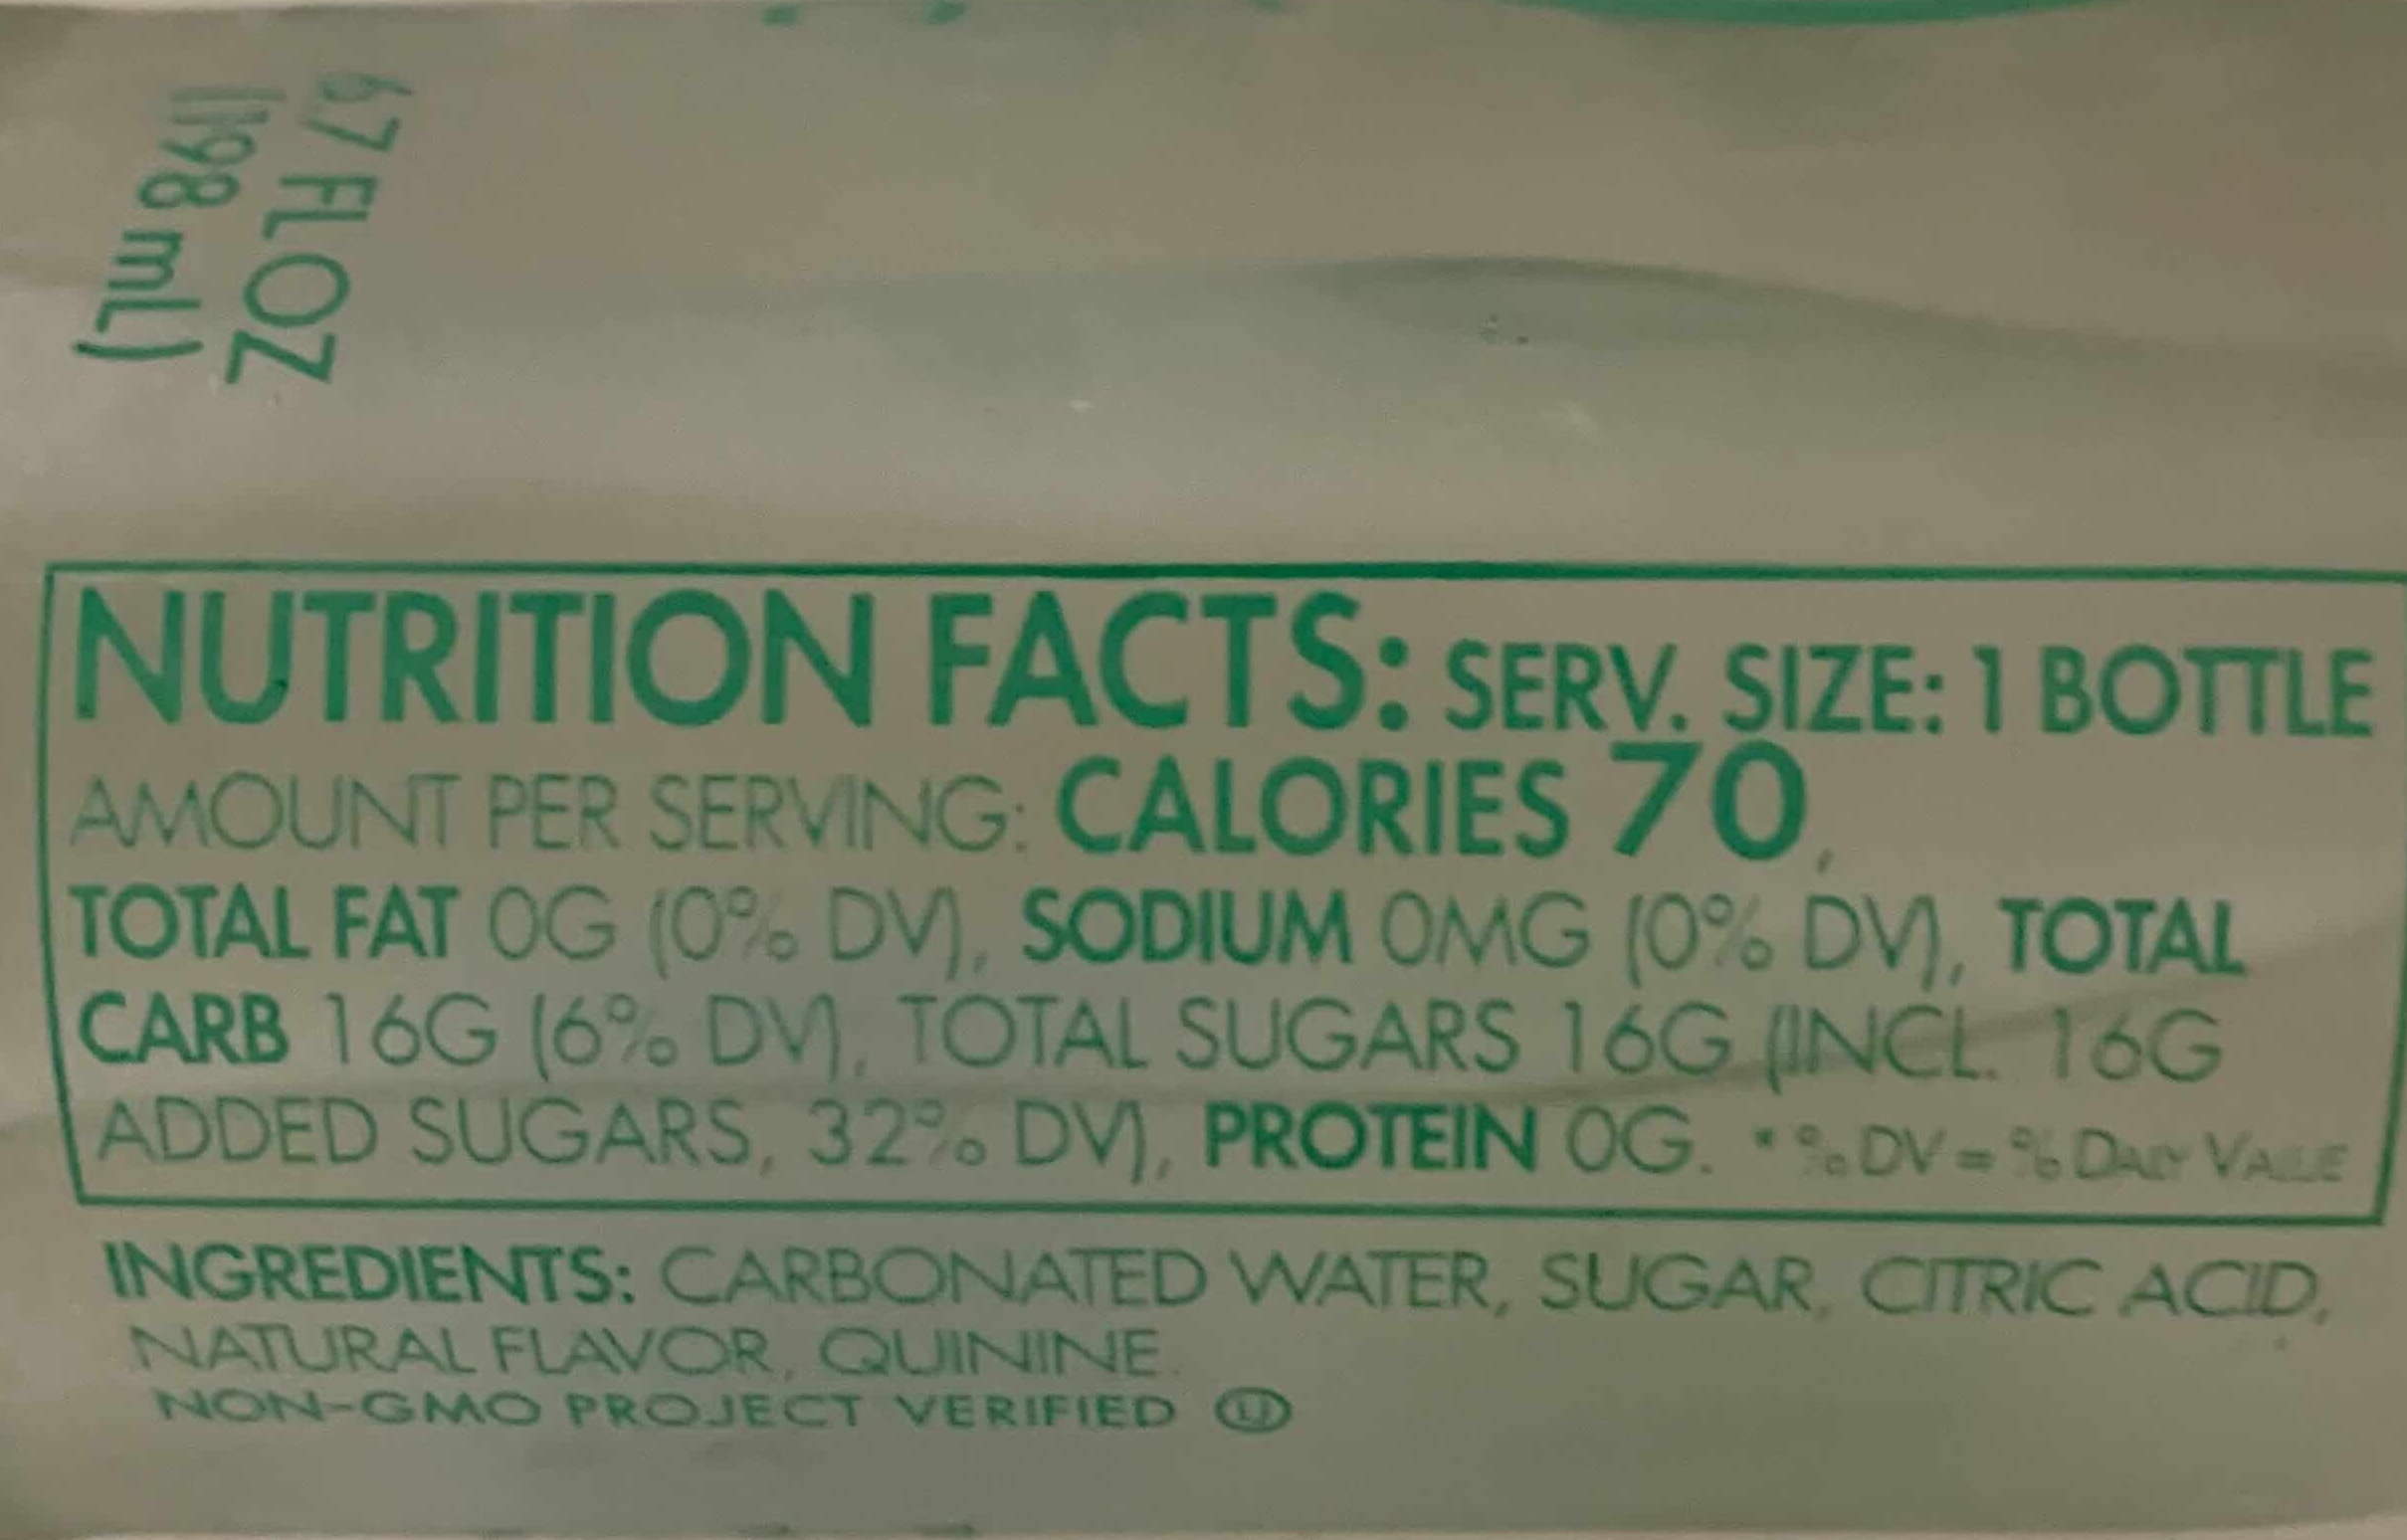 6.7 FL OZ
(198 mL)
NUTRITION FACTS: SERV. SIZE: 1 BOTTLE
AMOUNT PER SERVING: CALORIES 70,
TOTAL FAT 0G (0% DV), SODIUM 0MG (0% DV), TOTAL
CARB 16G (6% DV), TOTAL SUGARS 16G (INCL. 16G
ADDED SUGARS, 32% DV), PROTEIN 0G. *%DV=% DAILY VALUE
INGREDIENTS: CARBONATED WATER, SUGAR, CITRIC ACID,
NATURAL FLAVOR, QUININE.
NON-GMO PROJECT VERIFIED Ⓤ